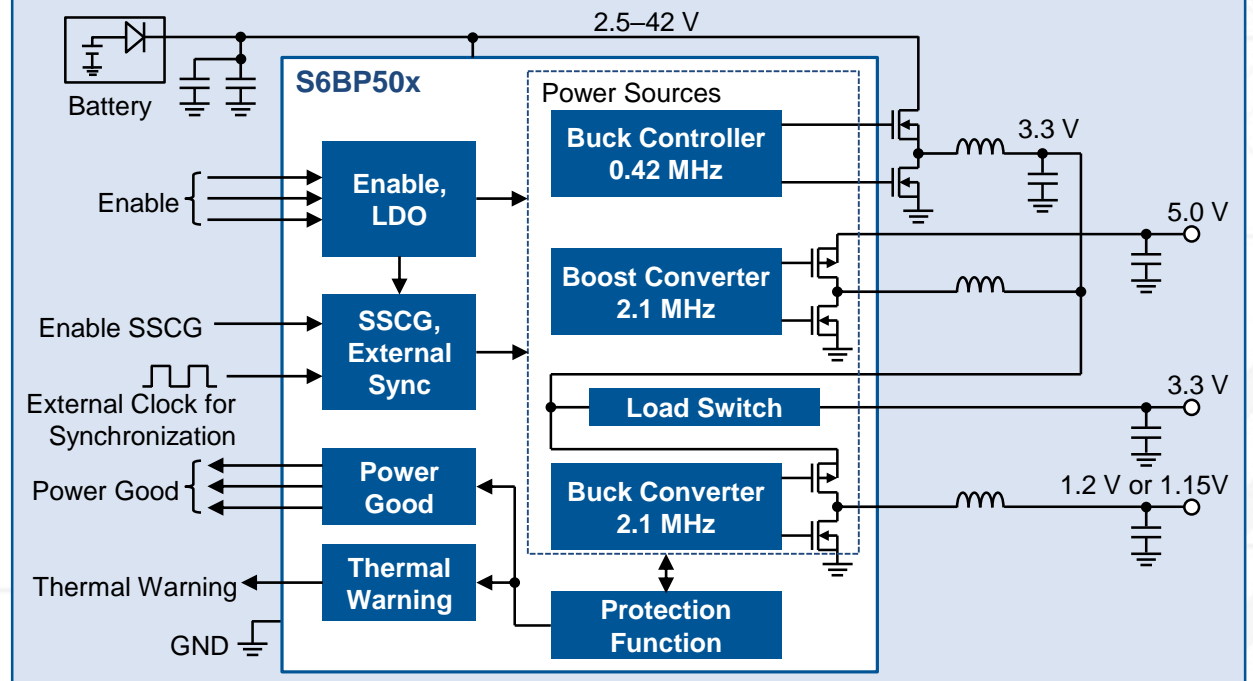 2.5–42 V
Battery
S6BP50x
Power Sources
Buck Controller
0.42 MHz
3.3 V
Enable
Enable,
LDO
5.0 V
Boost Converter
2.1 MHz
Enable SSCG
SSCG,
External
Sync
External Clock for
Synchronization
Load Switch
3.3 V
Power Good
Power
Good
Buck Converter
2.1 MHz
1.2 V or 1.15V
Thermal Warning
Thermal
Warning
Protection
Function
GND